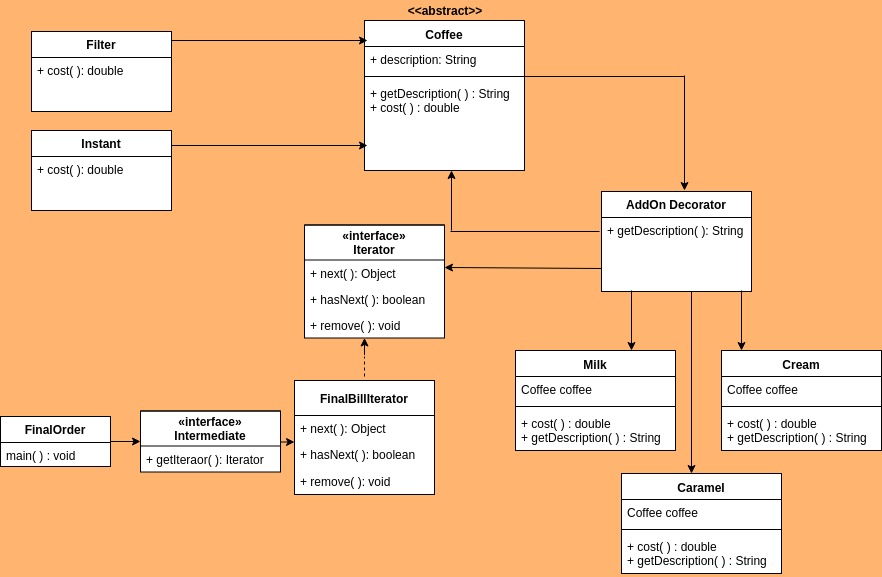 <<abstract>>
Coffee
+ description: String
+ getDescription( ) : String
+ cost( ) : double
Filter
+ cost( ): double
Instant
+ cost( ): double
AddOn Decorator
+ getDescription( ): String
«interface»
Iterator
+ next( ): Object
+ hasNext( ): boolean
+ remove( ): void
Milk
Coffee coffee
+ cost( ) : double
+ getDescription( ) : String
Cream
Coffee coffee
+ cost( ) : double
+ getDescription( ) : String
FinalBillIterator
+ next( ): Object
+ hasNext( ): boolean
+ remove( ): void
FinalOrder
main( ) : void
«interface»
Intermediate
+ getIteraor( ): Iterator
Caramel
Coffee coffee
+ cost( ) : double
+ getDescription( ) : String